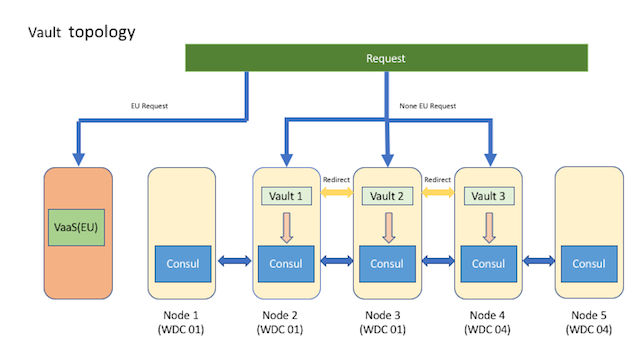 Vault topology
Request
EU Request
None EU Request
Redirect
Redirect
Vault 1
Vault 2
Vault 3
VaaS(EU)
Consul
Consul
Consul
Consul
Consul
Node 1
(WDC 01)
Node 2
(WDC 01)
Node 3
(WDC 01)
Node 4
(WDC 04)
Node 5
(WDC 04)